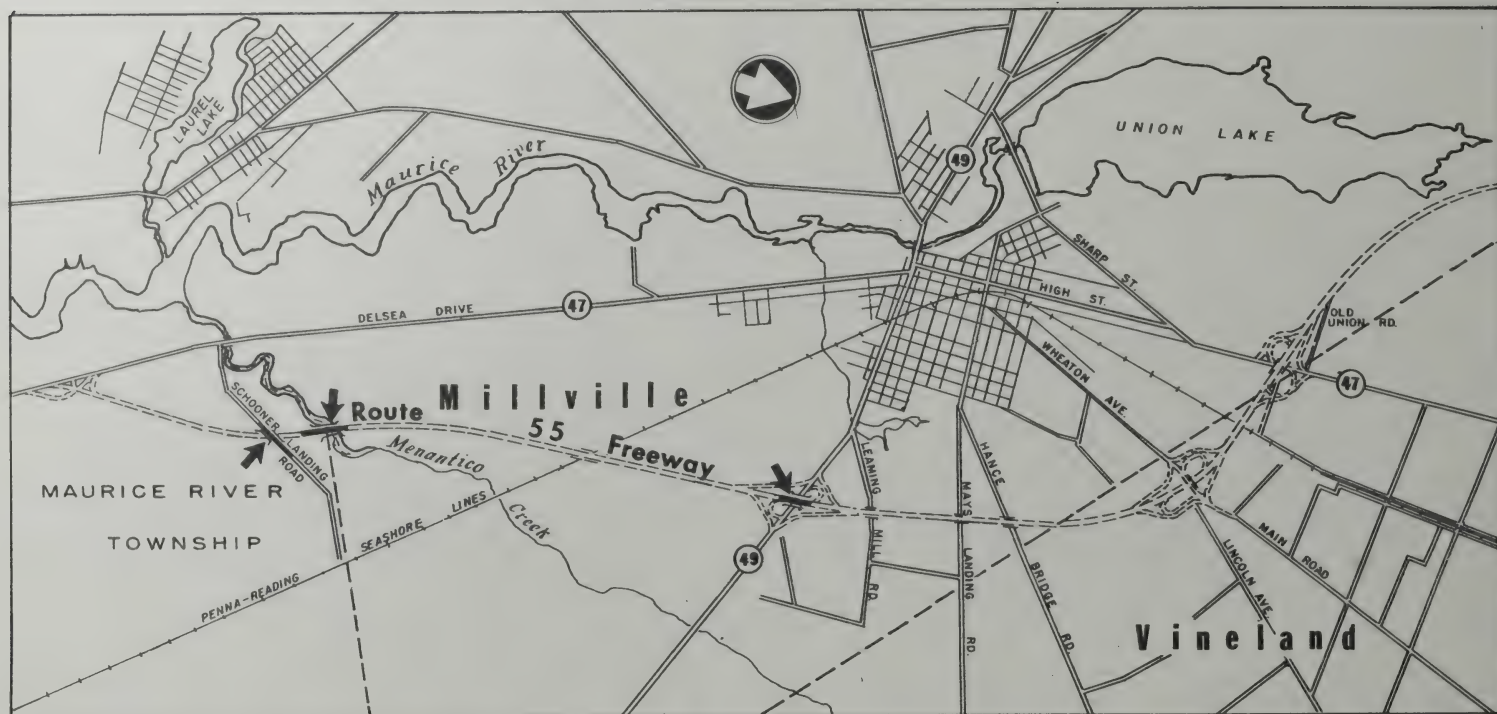 LAUREL
LAKE
Maurice River
49
UNION LAKE
SHARP ST.
HIGH ST.
DELSEA DRIVE
47
OLD
UNION RD.
WHEATON AVE.
47
SCHOONER LANDING
ROAD
Millville
Route
55 Freeway
Menantico
Creek
MAURICE RIVER
TOWNSHIP
PENNA-READING SEASHORE LINES
49
LEAMING
MILL RD.
MAYS
LANDING
RD.
HANCE
BRIDGE
RD.
LINCOLN AVE.
MAIN ROAD
Vineland